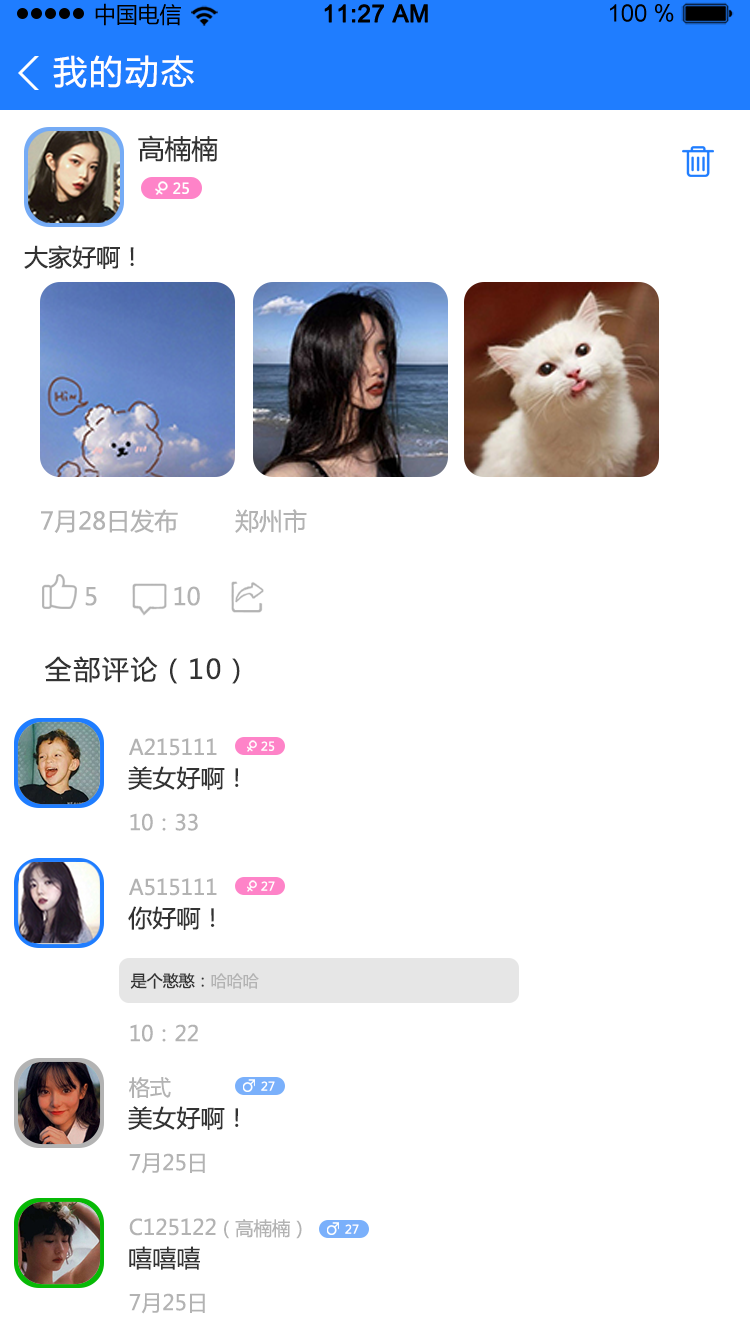 中国电信 11:27 AM 100 %
我的动态
高楠楠
25
大家好啊！
Hi~
7月28日发布 郑州市
5 10
全部评论（10）
A215111 25
美女好啊！
10：33
A515111 27
你好啊！
是个憨憨：哈哈哈
10：22
格式 27
美女好啊！
7月25日
C125122（高楠楠） 27
嘻嘻嘻
7月25日